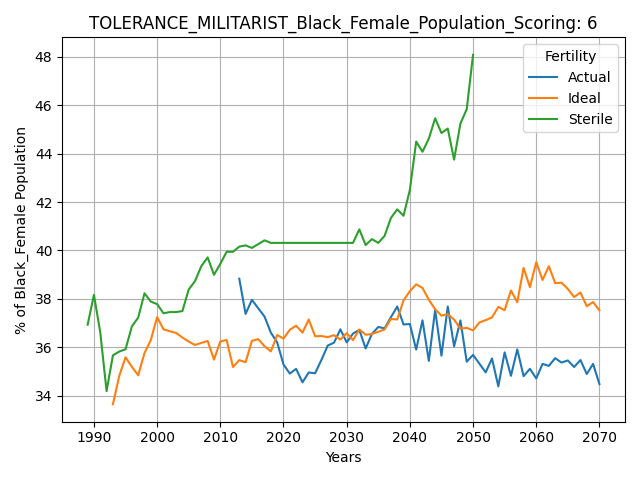 TOLERANCE_MILITARIST_Black_Female_Population_Scoring: 6
Fertility
Actual
Ideal
Sterile
% of Black_Female Population
48
46
44
42
40
38
36
34
1990 2000 2010 2020 2030 2040 2050 2060 2070
Years